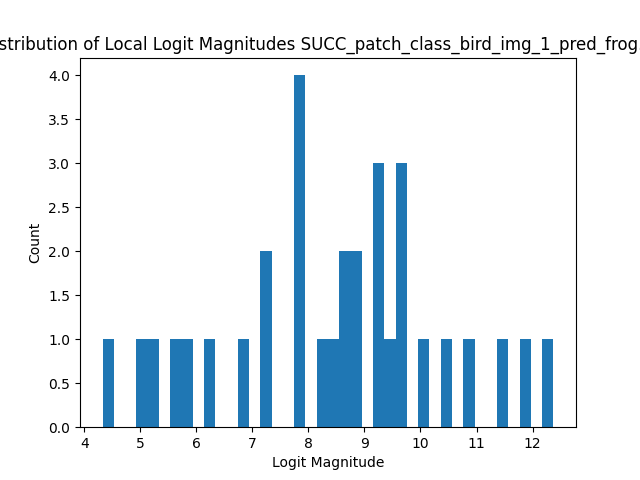 stribution of Local Logit Magnitudes SUCC_patch_class_bird_img_1_pred_frog
4.0
3.5
3.0
2.5
2.0
1.5
1.0
0.5
0.0
Count
4 5 6 7 8 9 10 11 12
Logit Magnitude